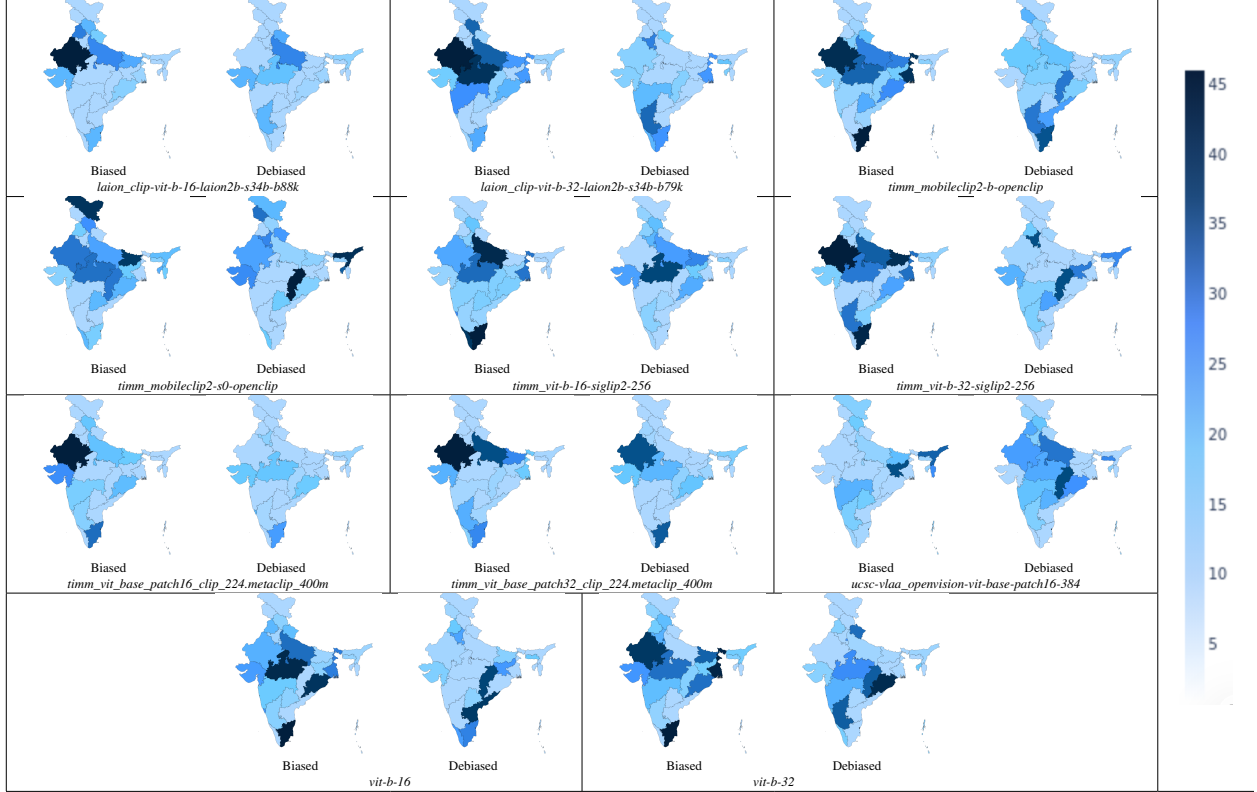 Biased Debiased
laion_clip-vit-b-16-laion2b-s34b-b88k
Biased Debiased
laion_clip-vit-b-32-laion2b-s34b-b79k
Biased Debiased
timm_mobileclip2-b-openclip
Biased Debiased
timm_mobileclip2-s0-openclip
Biased Debiased
timm_vit-b-16-siglip2-256
Biased Debiased
timm_vit-b-32-siglip2-256
Biased Debiased
timm_vit_base_patch16_clip_224.metaclip_400m
Biased Debiased
timm_vit_base_patch32_clip_224.metaclip_400m
Biased Debiased
ucsc-vlaa_openvision-vit-base-patch16-384
Biased Debiased
vit-b-16
Biased Debiased
vit-b-32
45
40
35
30
25
20
15
10
5